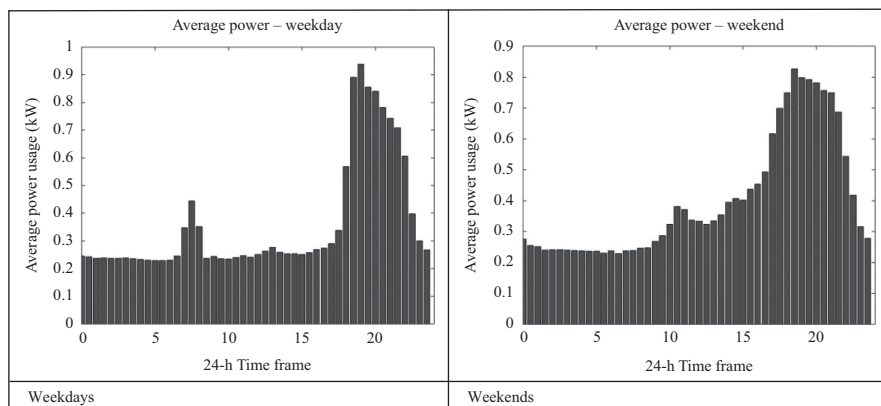 Average power – weekday
1
0.9
0.8
0.7
0.6
0.5
0.4
0.3
0.2
0.1
0
Average power usage (kW)
0 5 10 15 20
24-h Time frame
Weekdays
Average power – weekend
0.9
0.8
0.7
0.6
0.5
0.4
0.3
0.2
0.1
0
Average power usage (kW)
0 5 10 15 20
24-h Time frame
Weekends